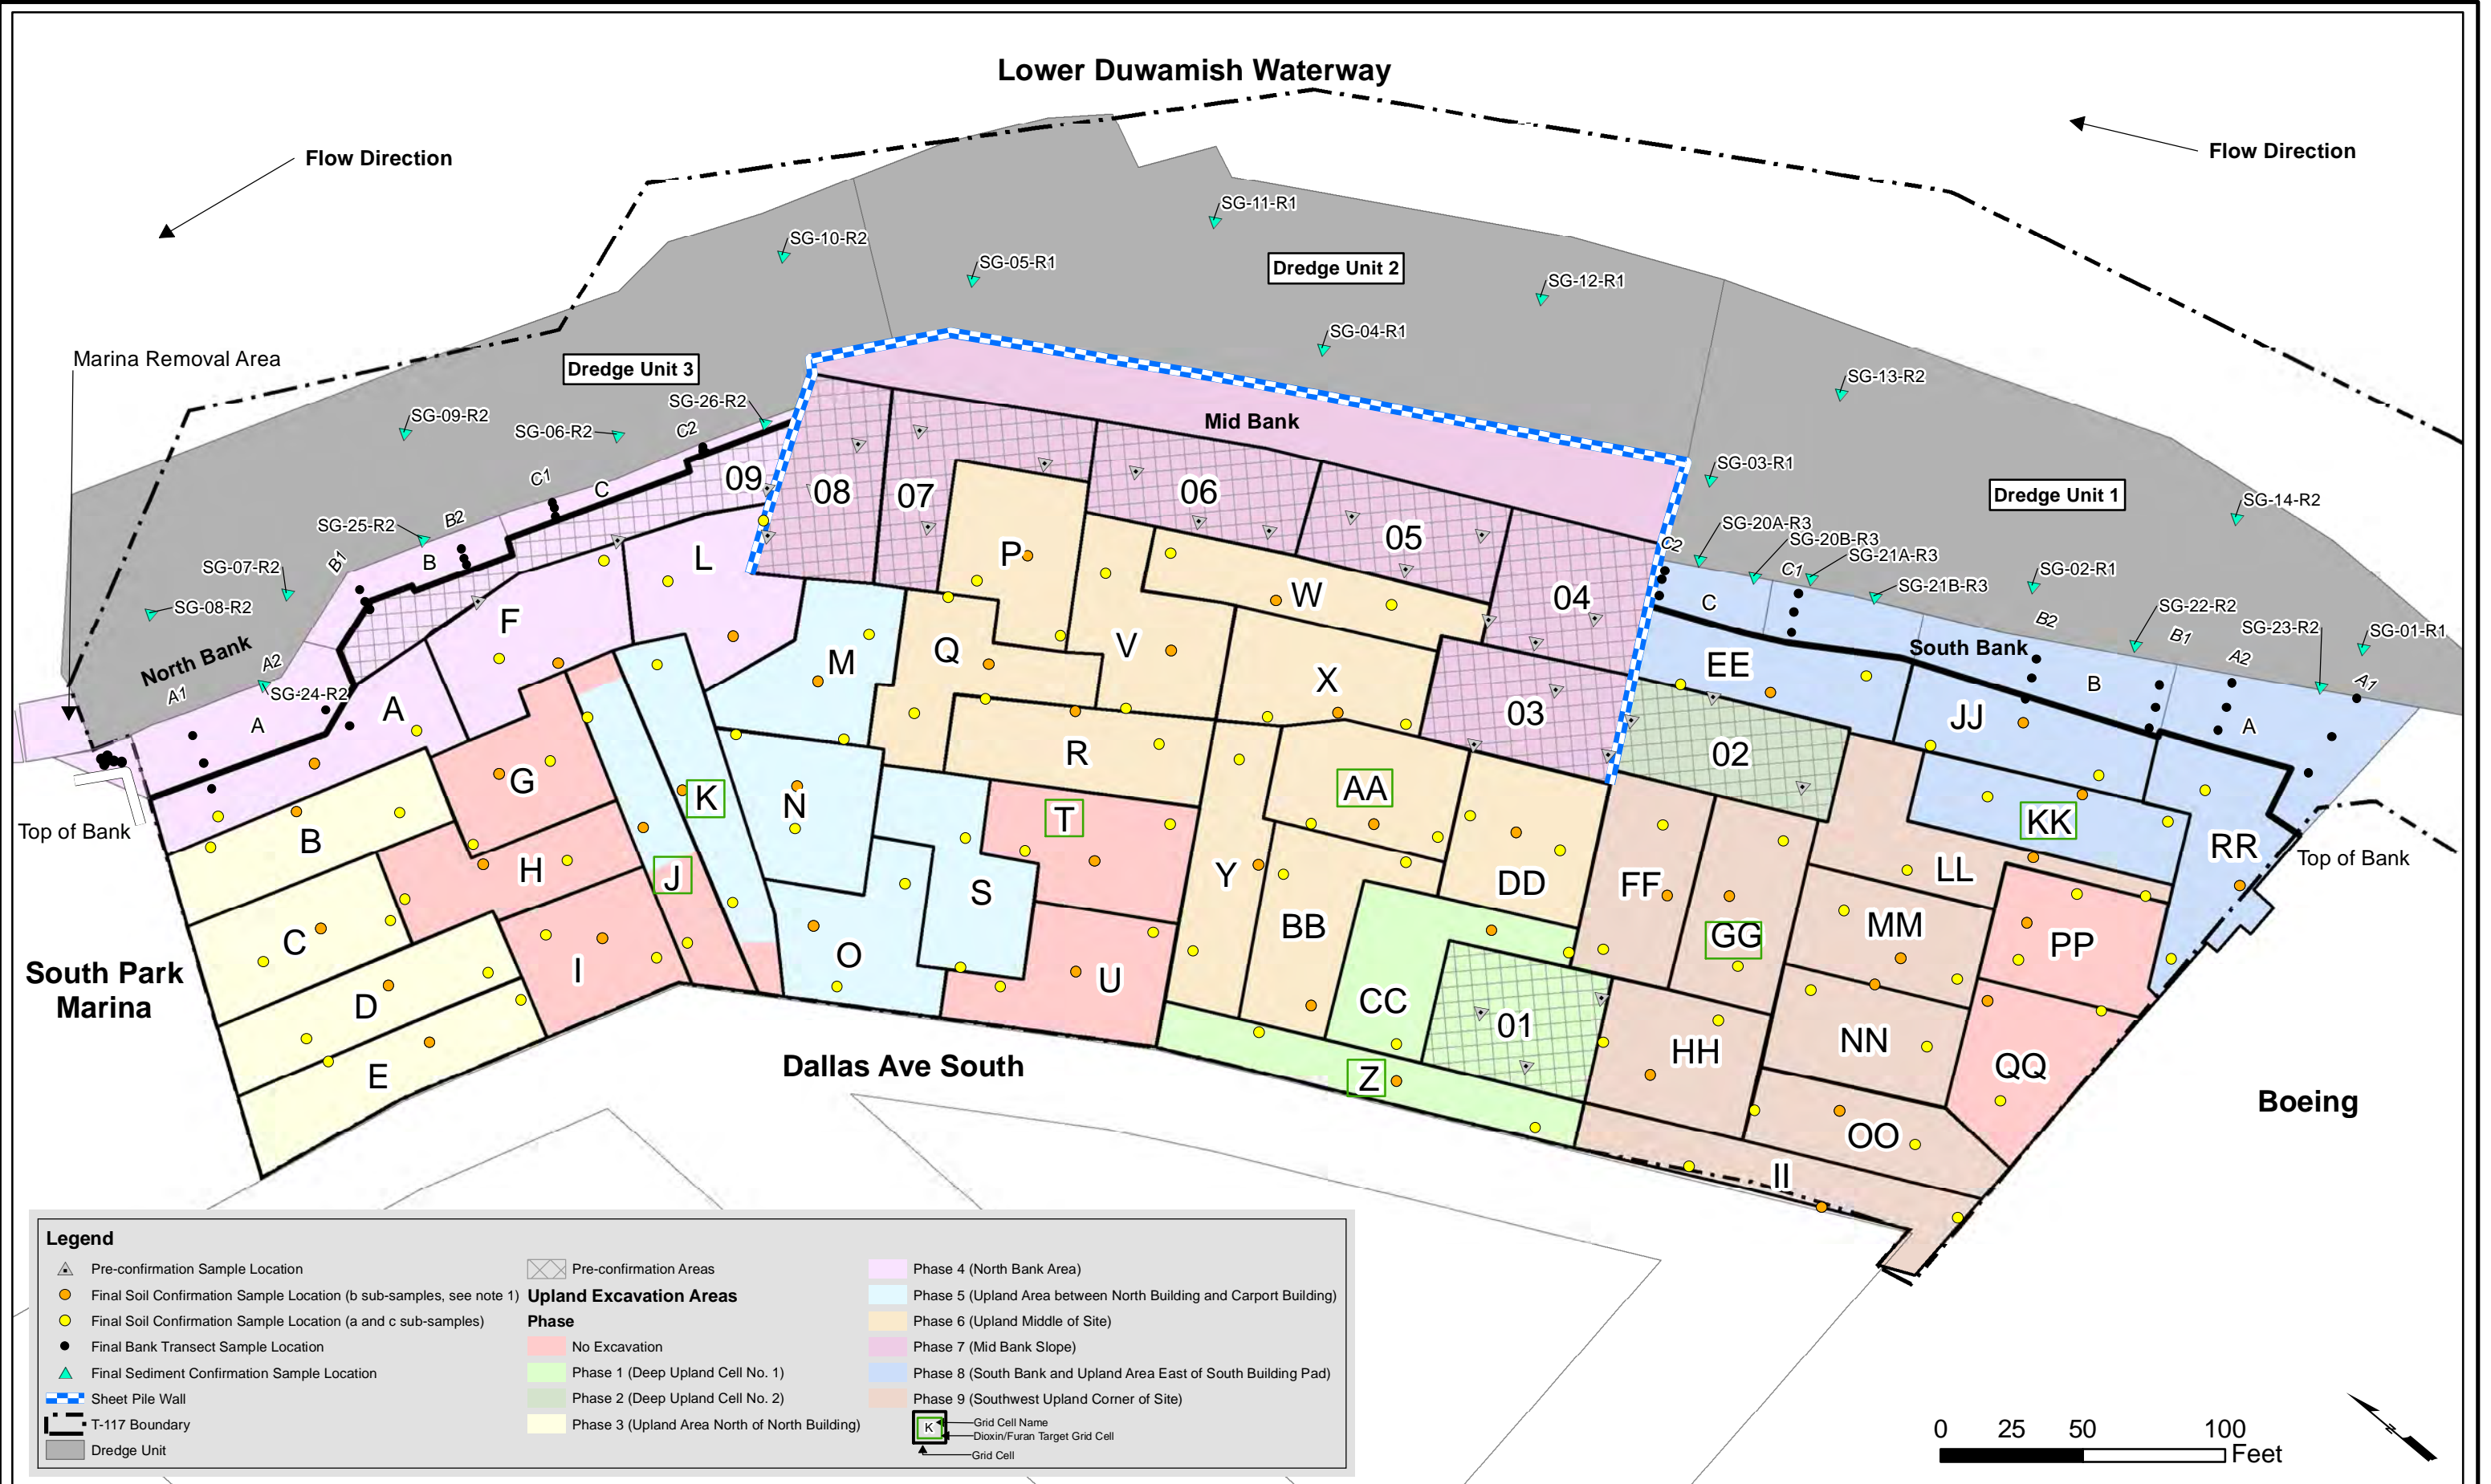 Lower Duwamish Waterway
Flow Direction
Flow Direction
SG-11-R1
SG-10-R2
SG-05-R1
Dredge Unit 2
SG-12-R1
SG-04-R1
Marina Removal Area
Dredge Unit 3
SG-13-R2
SG-26-R2
SG-09-R2
SG-06-R2
C2
Mid Bank
SG-03-R1
Dredge Unit 1
SG-14-R2
C1
C
09
08
07
06
05
SG-25-R2
B2
SG-20A-R3
SG-20B-R3
SG-21A-R3
C2
C1
SG-21B-R3
SG-02-R1
B1
B
L
P
SG-07-R2
SG-08-R2
W
04
C
SG-22-R2
B2
B1
SG-23-R2
SG-01-R1
F
North Bank
A2
A1
SG-24-R2
A
A
M
Q
V
X
EE
South Bank
B
A2
A1
A
03
JJ
02
R
G
K
N
AA
T
KK
RR
Top of Bank
Top of Bank
B
H
J
S
Y
DD
FF
LL
C
I
O
U
BB
GG
MM
PP
South Park
Marina
D
CC
01
HH
NN
QQ
E
Dallas Ave South
Z
Boeing
OO
II
Legend
Pre-confirmation Sample Location
Final Soil Confirmation Sample Location (b sub-samples, see note 1)
Final Soil Confirmation Sample Location (a and c sub-samples)
Final Bank Transect Sample Location
Final Sediment Confirmation Sample Location
Sheet Pile Wall
T-117 Boundary
Dredge Unit
Pre-confirmation Areas
Upland Excavation Areas
Phase
No Excavation
Phase 1 (Deep Upland Cell No. 1)
Phase 2 (Deep Upland Cell No. 2)
Phase 3 (Upland Area North of North Building)
Phase 4 (North Bank Area)
Phase 5 (Upland Area between North Building and Carport Building)
Phase 6 (Upland Middle of Site)
Phase 7 (Mid Bank Slope)
Phase 8 (South Bank and Upland Area East of South Building Pad)
Phase 9 (Southwest Upland Corner of Site)
K
Grid Cell Name
Dioxin/Furan Target Grid Cell
Grid Cell
0 25 50 100
Feet
N